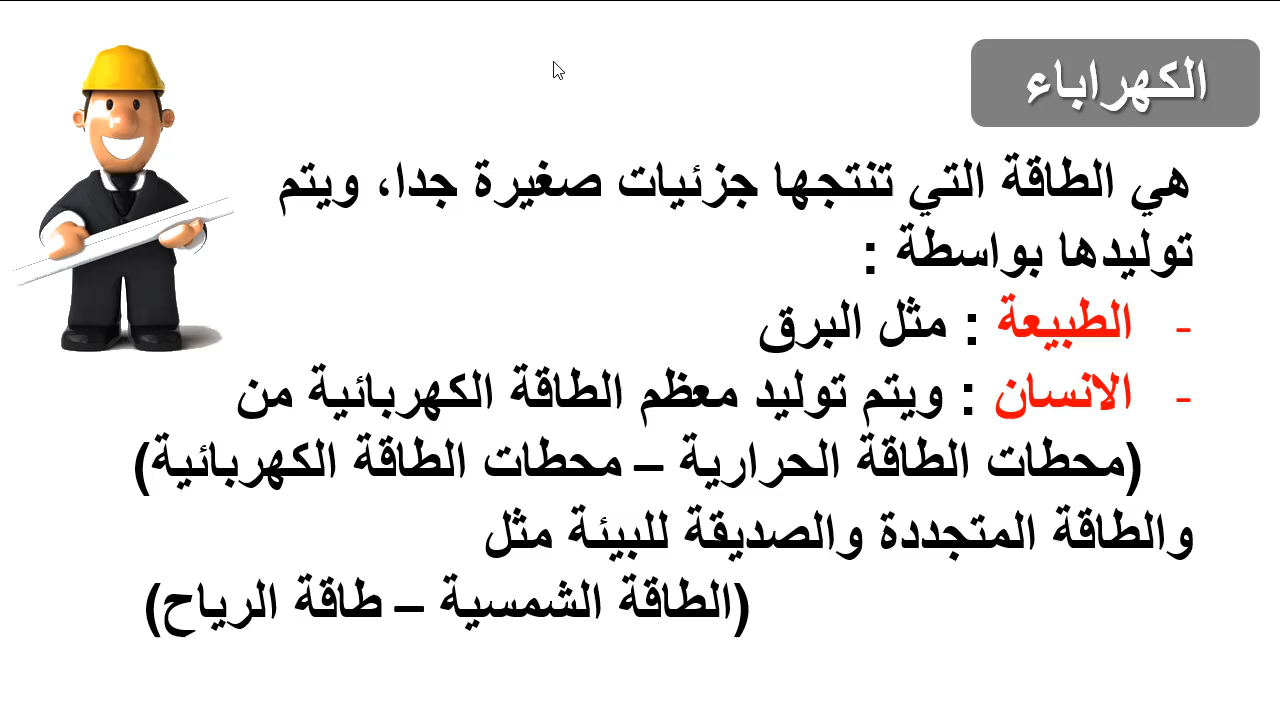 الكهراباء
هي الطاقة التي تنتجها جزئيات صغيرة جدا، ويتم
توليدها بواسطة :
- الطبيعة : مثل البرق
- الانسان : ويتم توليد معظم الطاقة الكهربائية من
(محطات الطاقة الحرارية – محطات الطاقة الكهربائية)
والطاقة المتجددة والصديقة للبيئة مثل
(الطاقة الشمسية – طاقة الرياح)